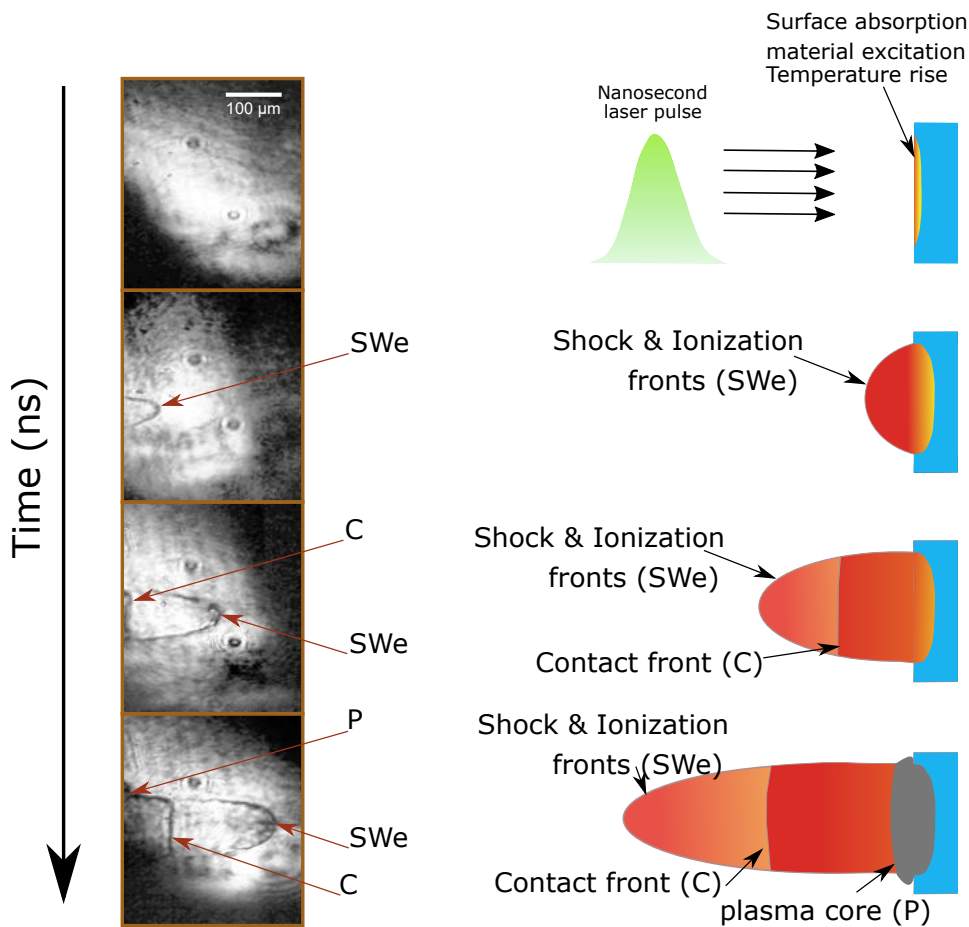 Surface absorption
material excitation
Temperature rise
Nanosecond
laser pulse
100 µm
Time (ns)
SWe
Shock & Ionization
fronts (SWe)
C
SWe
Shock & Ionization
fronts (SWe)
Contact front (C)
P
SWe
C
Shock & Ionization
fronts (SWe)
Contact front (C)
plasma core (P)